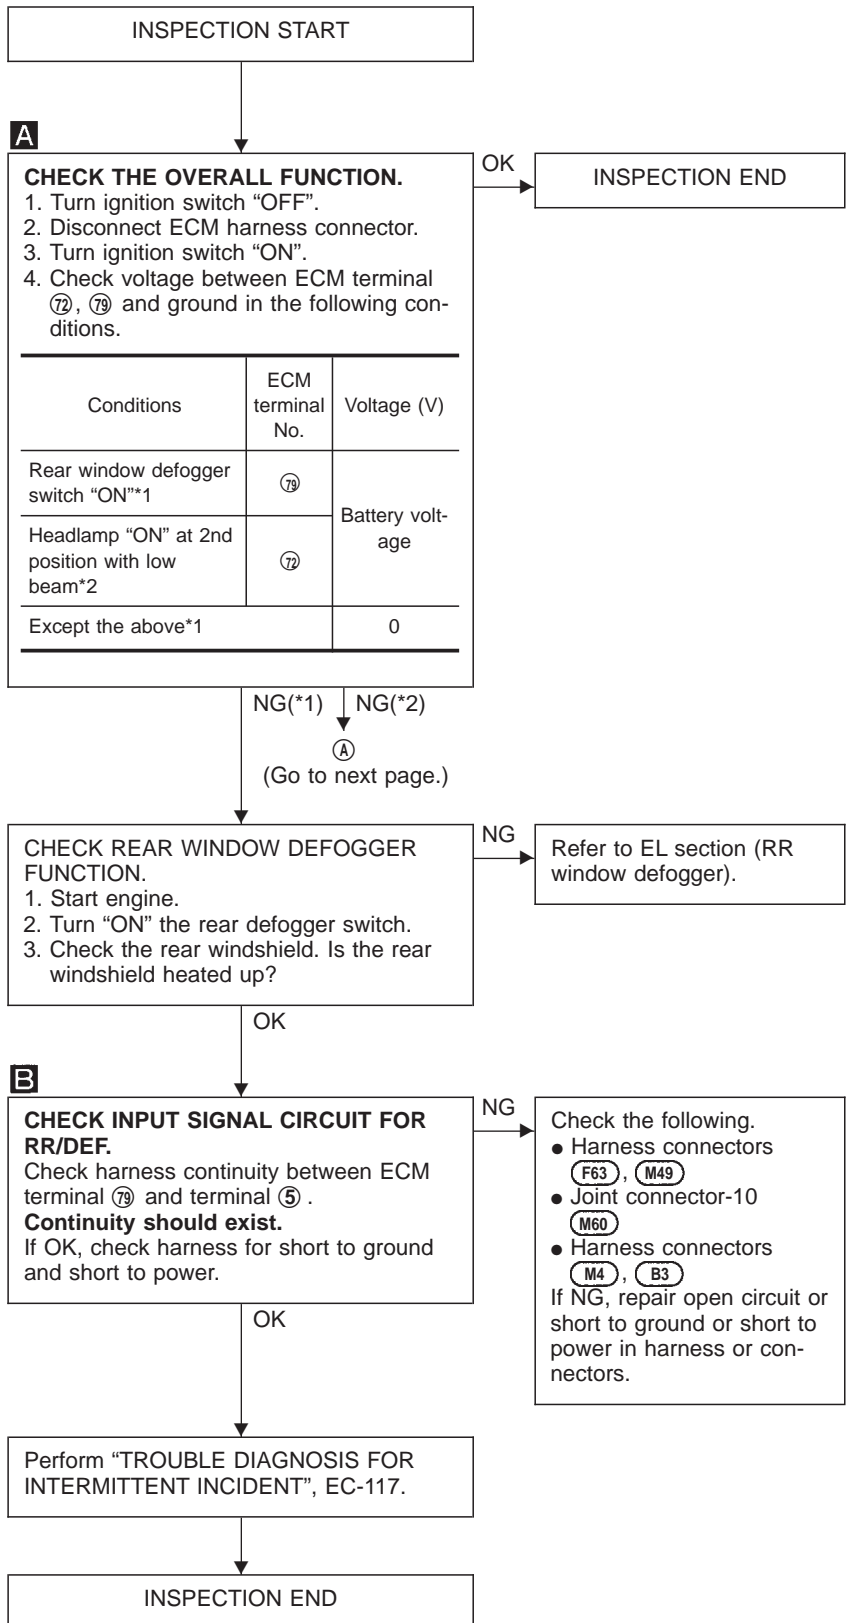 INSPECTION START
A
CHECK THE OVERALL FUNCTION.
1. Turn ignition switch “OFF”.
2. Disconnect ECM harness connector.
3. Turn ignition switch “ON”.
4. Check voltage between ECM terminal
72, 79 and ground in the following con-
ditions.
Conditions
ECM
terminal
No.
Voltage (V)
Rear window defogger
switch “ON”*1
79
Battery volt-
age
Headlamp “ON” at 2nd
position with low
beam*2
72
Except the above*1
0
OK
INSPECTION END
NG(*1)
NG(*2)
A
(Go to next page.)
CHECK REAR WINDOW DEFOGGER
FUNCTION.
1. Start engine.
2. Turn “ON” the rear defogger switch.
3. Check the rear windshield. Is the rear
windshield heated up?
NG
Refer to EL section (RR
window defogger).
OK
B
CHECK INPUT SIGNAL CIRCUIT FOR
RR/DEF.
Check harness continuity between ECM
terminal 79 and terminal 5 .
Continuity should exist.
If OK, check harness for short to ground
and short to power.
NG
Check the following.
● Harness connectors
F63 , M49
● Joint connector-10
M60
● Harness connectors
M4 , B3
If NG, repair open circuit or
short to ground or short to
power in harness or con-
nectors.
OK
Perform “TROUBLE DIAGNOSIS FOR
INTERMITTENT INCIDENT”, EC-117.
INSPECTION END